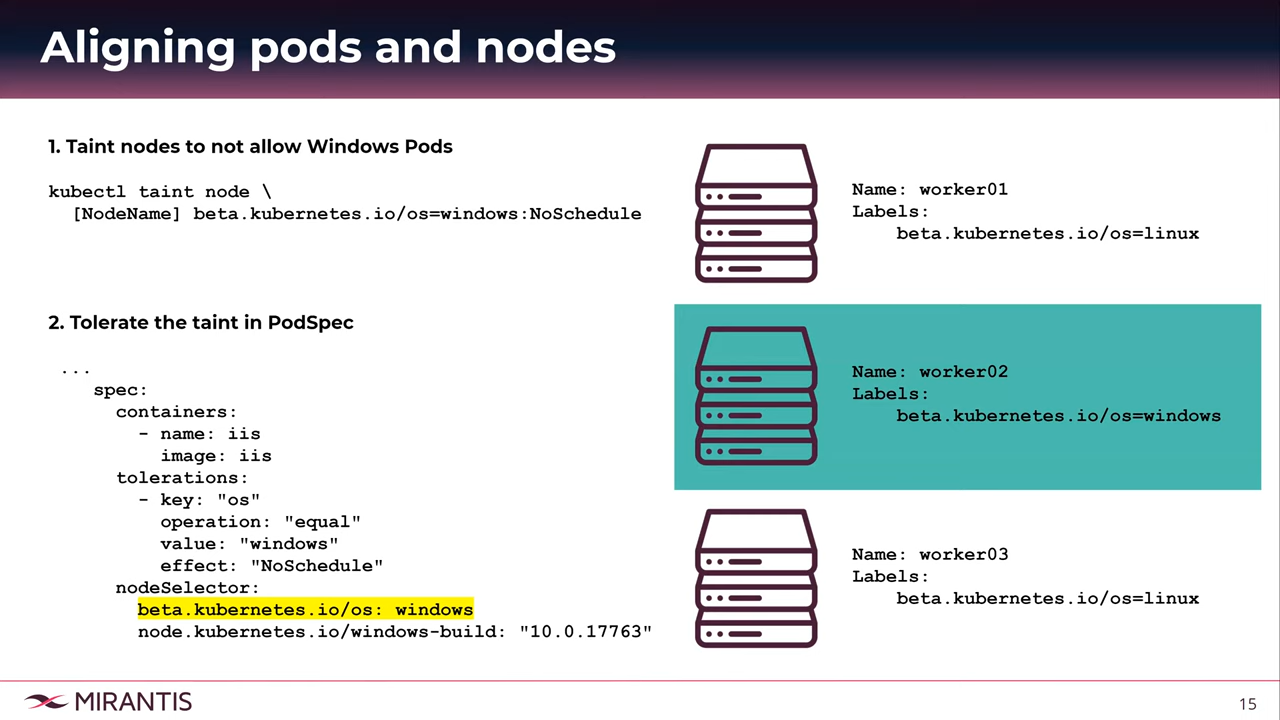 Aligning pods and nodes
1. Taint nodes to not allow Windows Pods
kubectl taint node \
[NodeName] beta.kubernetes.io/os=windows:NoSchedule
2. Tolerate the taint in PodSpec
...
spec:
containers:
- name: iis
image: iis
tolerations:
- key: "os"
operation: "equal"
value: "windows"
effect: "NoSchedule"
nodeSelector:
beta.kubernetes.io/os: windows
node.kubernetes.io/windows-build: "10.0.17763"
Name: worker01
Labels:
beta.kubernetes.io/os=linux
Name: worker02
Labels:
beta.kubernetes.io/os=windows
Name: worker03
Labels:
beta.kubernetes.io/os=linux
MIRANTIS
15